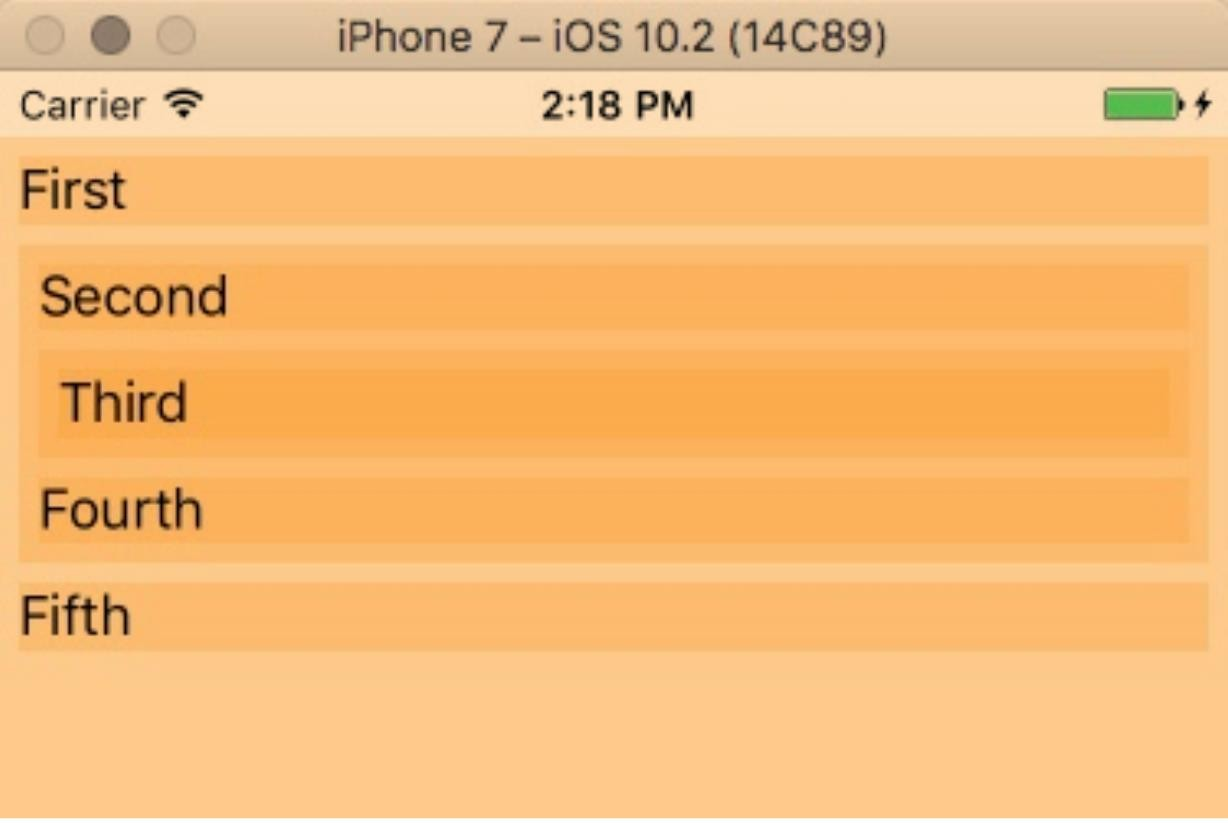 iPhone 7 – iOS 10.2 (14C89)
Carrier 2:18 PM
First
Second
Third
Fourth
Fifth